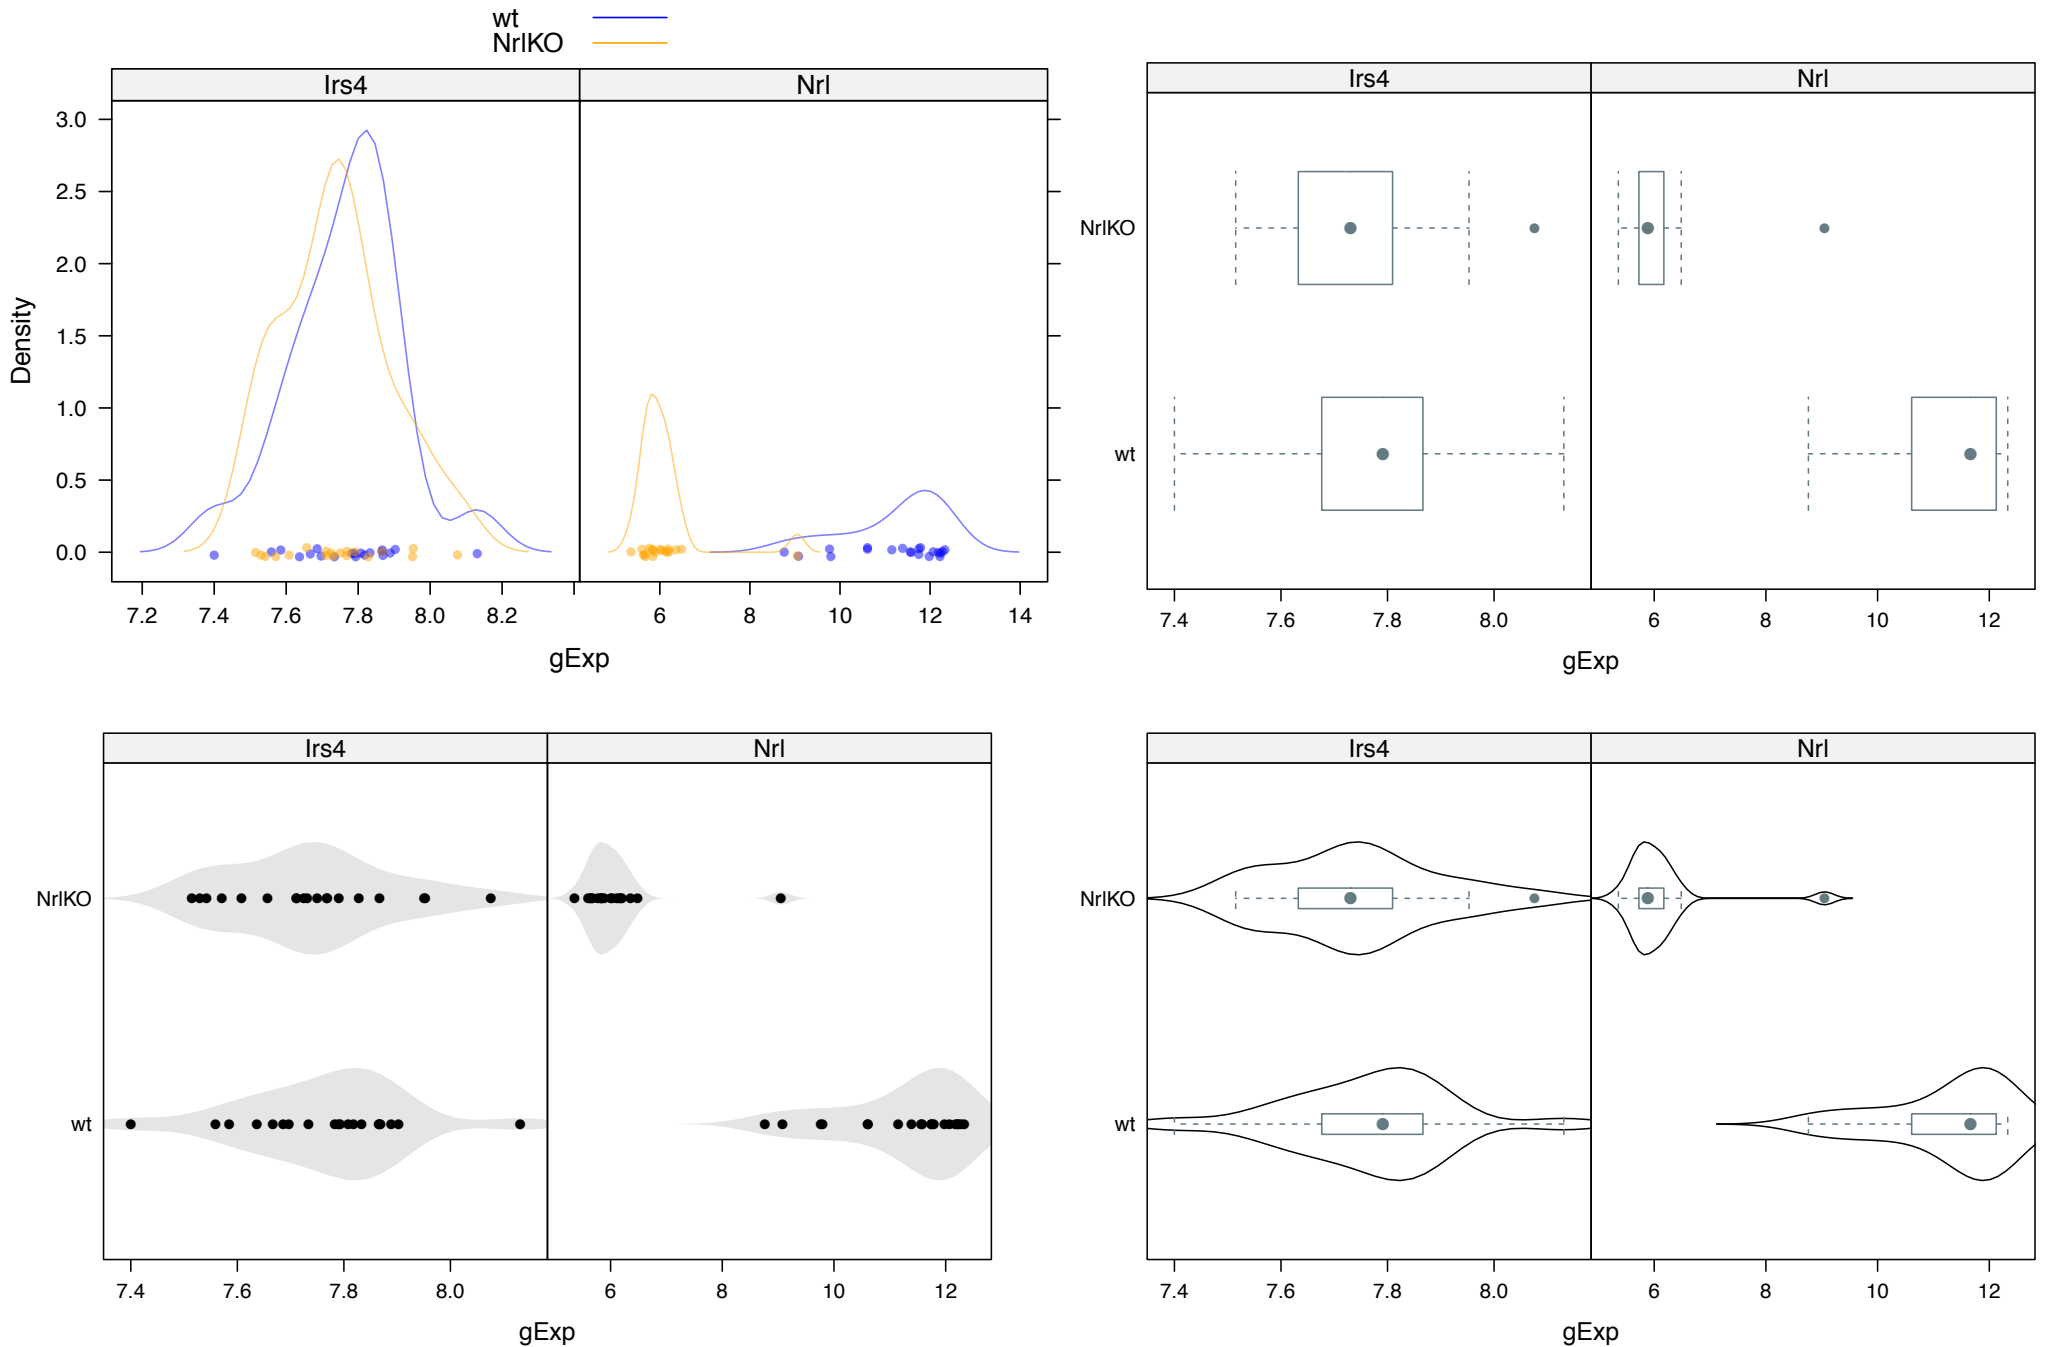 wt
NrlKO
Irs4 Nrl
3.0
2.5
2.0
1.5
1.0
0.5
0.0
Density
7.2 7.4 7.6 7.8 8.0 8.2 6 8 10 12 14
gExp
Irs4 Nrl
NrlKO
wt
7.4 7.6 7.8 8.0 6 8 10 12
gExp
Irs4 Nrl
NrlKO
wt
7.4 7.6 7.8 8.0 6 8 10 12
gExp
Irs4 Nrl
NrlKO
wt
7.4 7.6 7.8 8.0 6 8 10 12
gExp